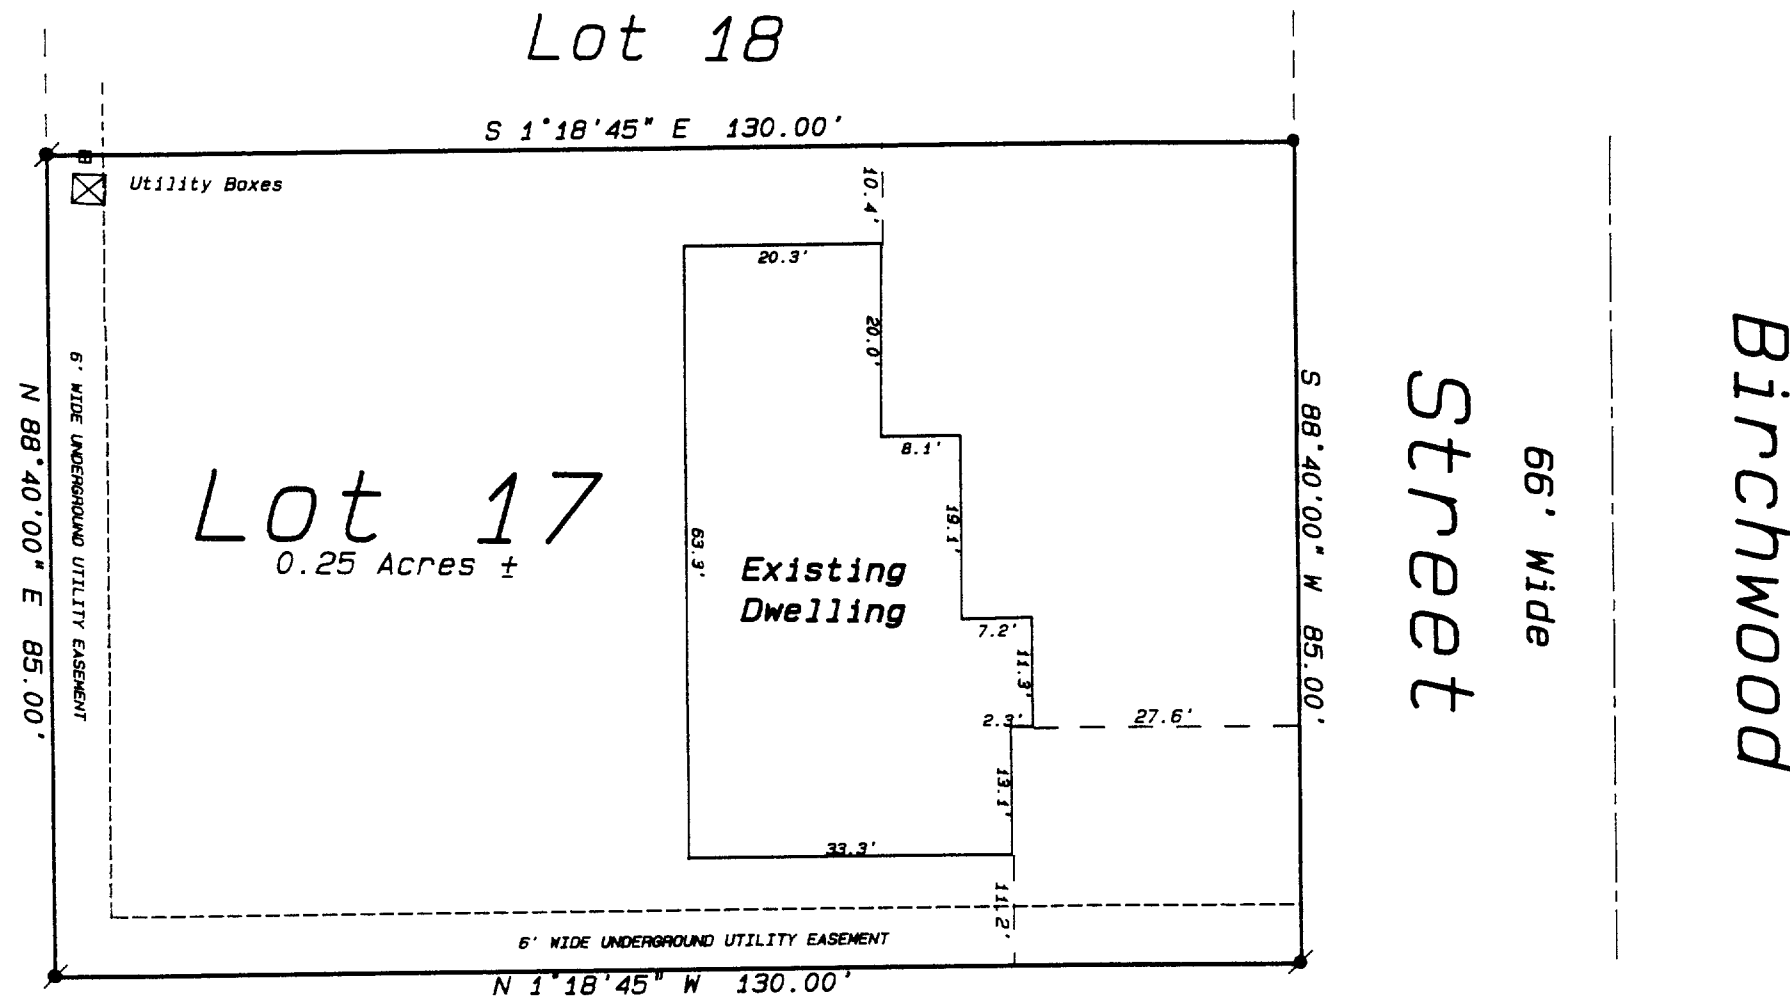 Lot 18
S 1°18'45" E 130.00'
Utility Boxes
10.4'
20.3'
20.0'
8.1'
19.1'
63.3'
Existing
Dwelling
7.2'
11.3'
2.3'
27.6'
13.1'
33.3'
11.2'
Lot 17
0.25 Acres ±
6' WIDE UNDERGROUND UTILITY EASEMENT
N 88°40'00" E 85.00'
6' WIDE UNDERGROUND UTILITY EASEMENT
N 1°18'45" W 130.00'
S 88°40'00" W 85.00'
Birchwood
Street
66' Wide